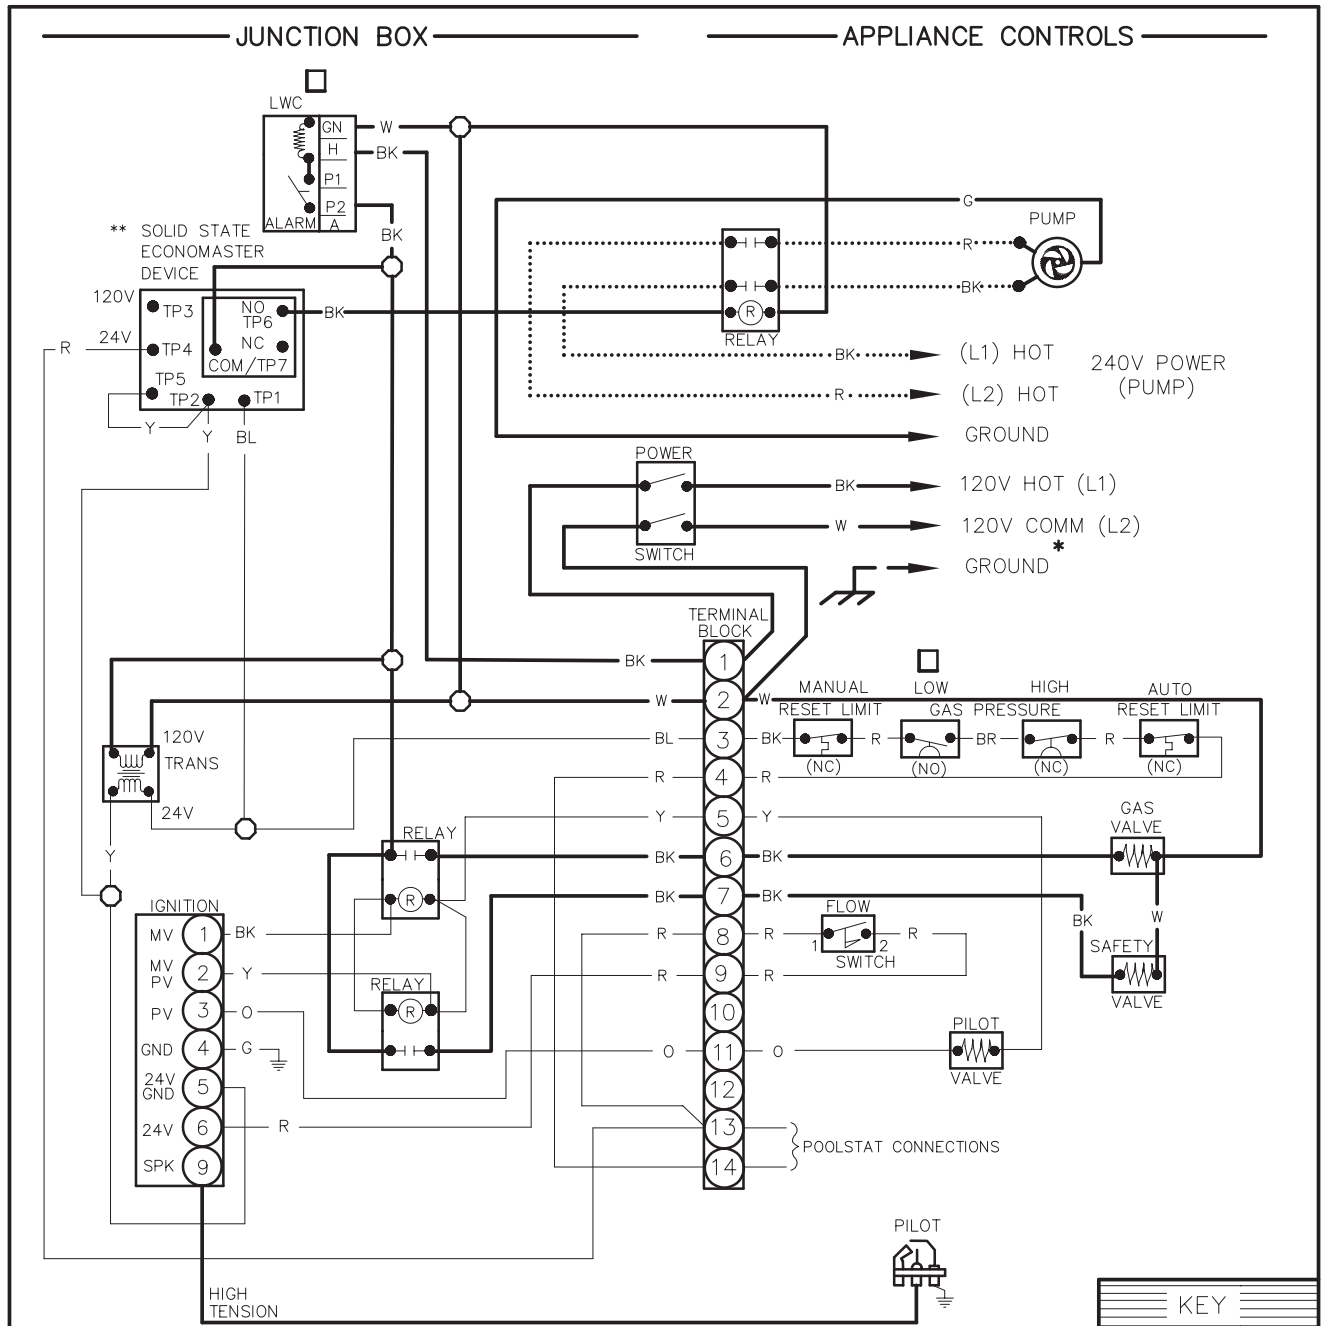 JUNCTION BOX
APPLIANCE CONTROLS
LWC
GN
W
H
BK
P1
P2
ALARM
A
BK
G
PUMP
** SOLID STATE
ECONOMASTER
DEVICE
R
BK
120V
TP3
NO
TP6
BK
R
RELAY
R
24V
TP4
NC
COM/TP7
TP5
TP2
TP1
Y
Y
BL
BK
(L1) HOT
R
(L2) HOT
240V POWER
(PUMP)
GROUND
POWER
SWITCH
BK
120V HOT (L1)
W
120V COMM (L2)
GROUND *
TERMINAL
BLOCK
BK
1
W
2
W
MANUAL
RESET LIMIT
LOW
HIGH
GAS PRESSURE
AUTO
RESET LIMIT
120V
TRANS
24V
BL
3
BK
R
BR
R
(NC)
(NO)
(NC)
(NC)
R
4
R
Y
5
Y
GAS
VALVE
RELAY
R
BK
6
BK
BK
7
BK
BK
W
Y
IGNITION
MV
1
BK
R
8
R
FLOW
1
2
SWITCH
R
SAFETY
VALVE
MV
PV
2
Y
R
9
R
RELAY
R
PV
3
O
10
GND
4
G
O
11
O
PILOT
VALVE
24V
GND
5
12
24V
6
R
13
POOLSTAT CONNECTIONS
SPK
9
14
PILOT
HIGH
TENSION
KEY